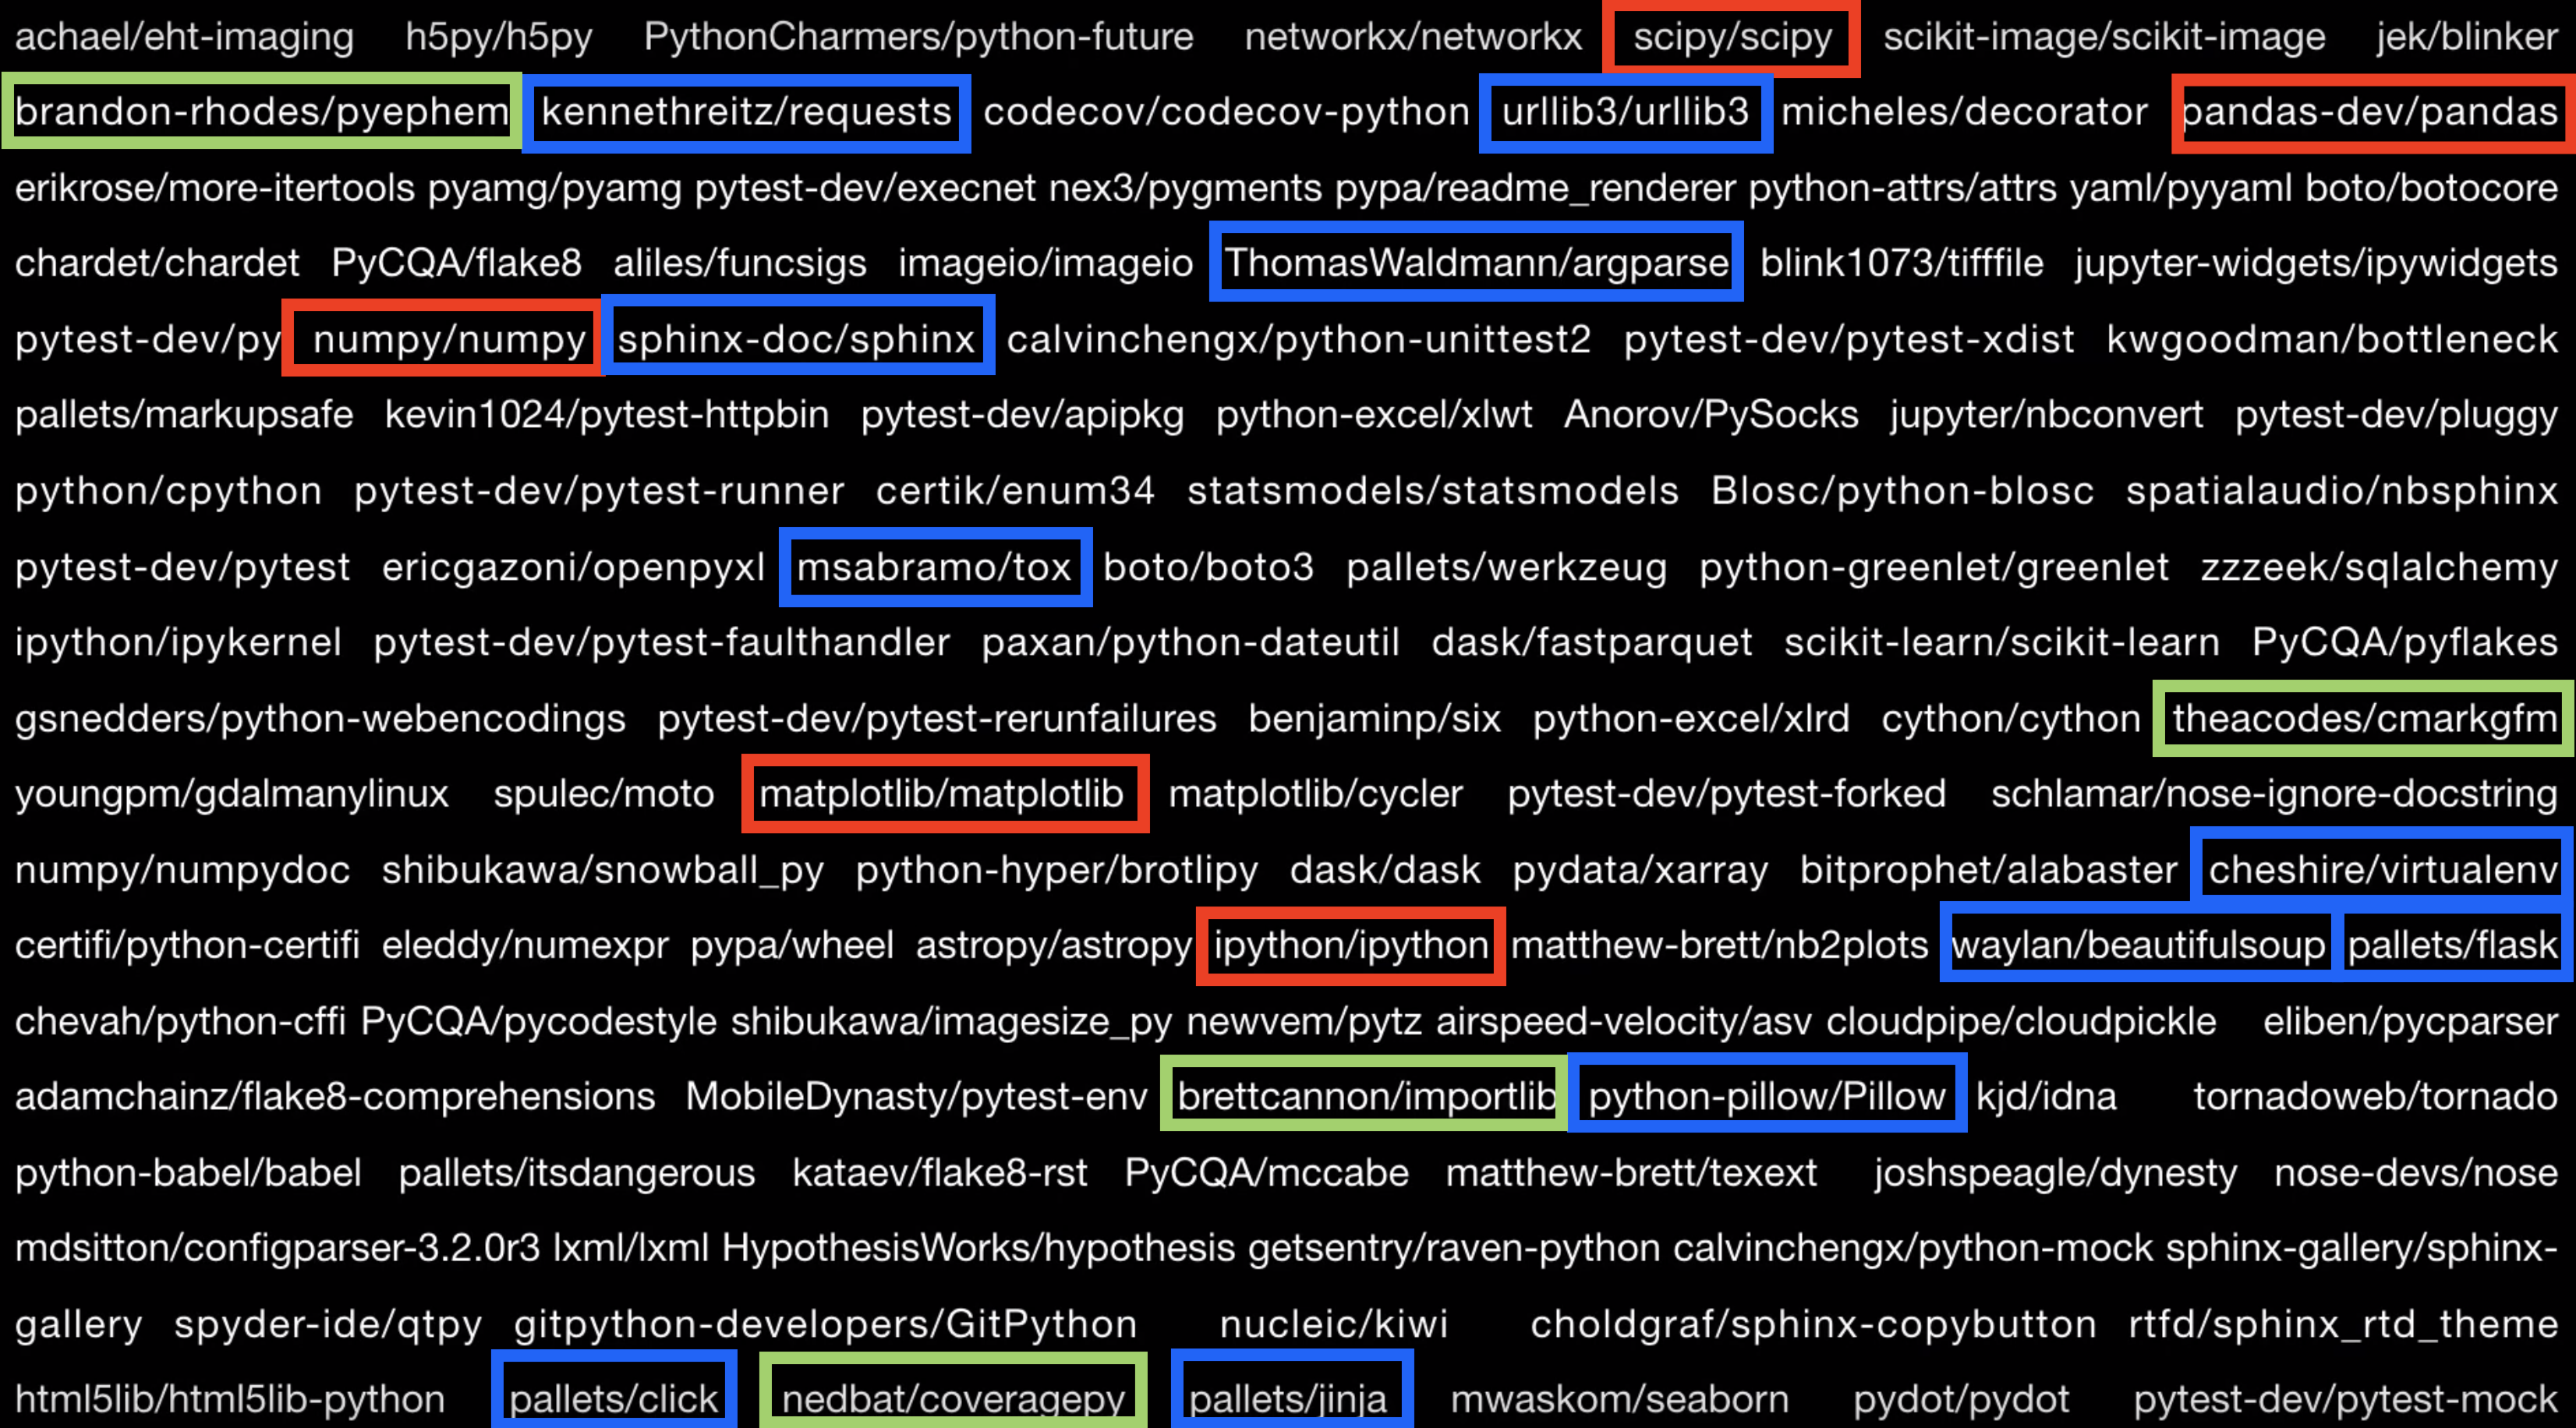 achael/eht-imaging h5py/h5py PythonCharmers/python-future networkx/networkx scipy/scipy scikit-image/scikit-image jek/blinker
brandon-rhodes/pyephem kennethreitz/requests codecov/codecov-python urllib3/urllib3 micheles/decorator pandas-dev/pandas
erikrose/more-itertools pyamg/pyamg pytest-dev/execnet nex3/pygments pypa/readme_renderer python-attrs/attrs yaml/pyyaml boto/botocore
chardet/chardet PyCQA/flake8 aliles/funcsigs imageio/imageio ThomasWaldmann/argparse blink1073/tifffile jupyter-widgets/ipywidgets
pytest-dev/py numpy/numpy sphinx-doc/sphinx calvinchengx/python-unittest2 pytest-dev/pytest-xdist kwgoodman/bottleneck
pallets/markupsafe kevin1024/pytest-httpbin pytest-dev/apipkg python-excel/xlwt Anorov/PySocks jupyter/nbconvert pytest-dev/pluggy
python/cpython pytest-dev/pytest-runner certik/enum34 statsmodels/statsmodels Blosc/python-blosc spatialaudio/nbsphinx
pytest-dev/pytest ericgazoni/openpyxl msabramo/tox boto/boto3 pallets/werkzeug python-greenlet/greenlet zzzeek/sqlalchemy
ipython/ipykernel pytest-dev/pytest-faulthandler paxan/python-dateutil dask/fastparquet scikit-learn/scikit-learn PyCQA/pyflakes
gsnedders/python-webencodings pytest-dev/pytest-rerunfailures benjaminp/six python-excel/xlrd cython/cython theacodes/cmarkgfm
youngpm/gdalmanylinux spulec/moto matplotlib/matplotlib matplotlib/cycler pytest-dev/pytest-forked schlamar/nose-ignore-docstring
numpy/numpydoc shibukawa/snowball_py python-hyper/brotlipy dask/dask pydata/xarray bitprophet/alabaster cheshire/virtualenv
certifi/python-certifi eleddy/numexpr pypa/wheel astropy/astropy ipython/ipython matthew-brett/nb2plots waylan/beautifulsoup pallets/flask
chevah/python-cffi PyCQA/pycodestyle shibukawa/imagesize_py newvem/pytz airspeed-velocity/asv cloudpipe/cloudpickle eliben/pycparser
adamchainz/flake8-comprehensions MobileDynasty/pytest-env brettcannon/importlib python-pillow/Pillow kjd/idna tornadoweb/tornado
python-babel/babel pallets/itsdangerous kataev/flake8-rst PyCQA/mccabe matthew-brett/texext joshspeagle/dynesty nose-devs/nose
mdsitton/configparser-3.2.0r3 lxml/lxml HypothesisWorks/hypothesis getsentry/raven-python calvinchengx/python-mock sphinx-gallery/sphinx-
gallery spyder-ide/qtpy gitpython-developers/GitPython nucleic/kiwi choldgraf/sphinx-copybutton rtfd/sphinx_rtd_theme
html5lib/html5lib-python pallets/click nedbat/coveragepy pallets/jinja mwaskom/seaborn pydot/pydot pytest-dev/pytest-mock